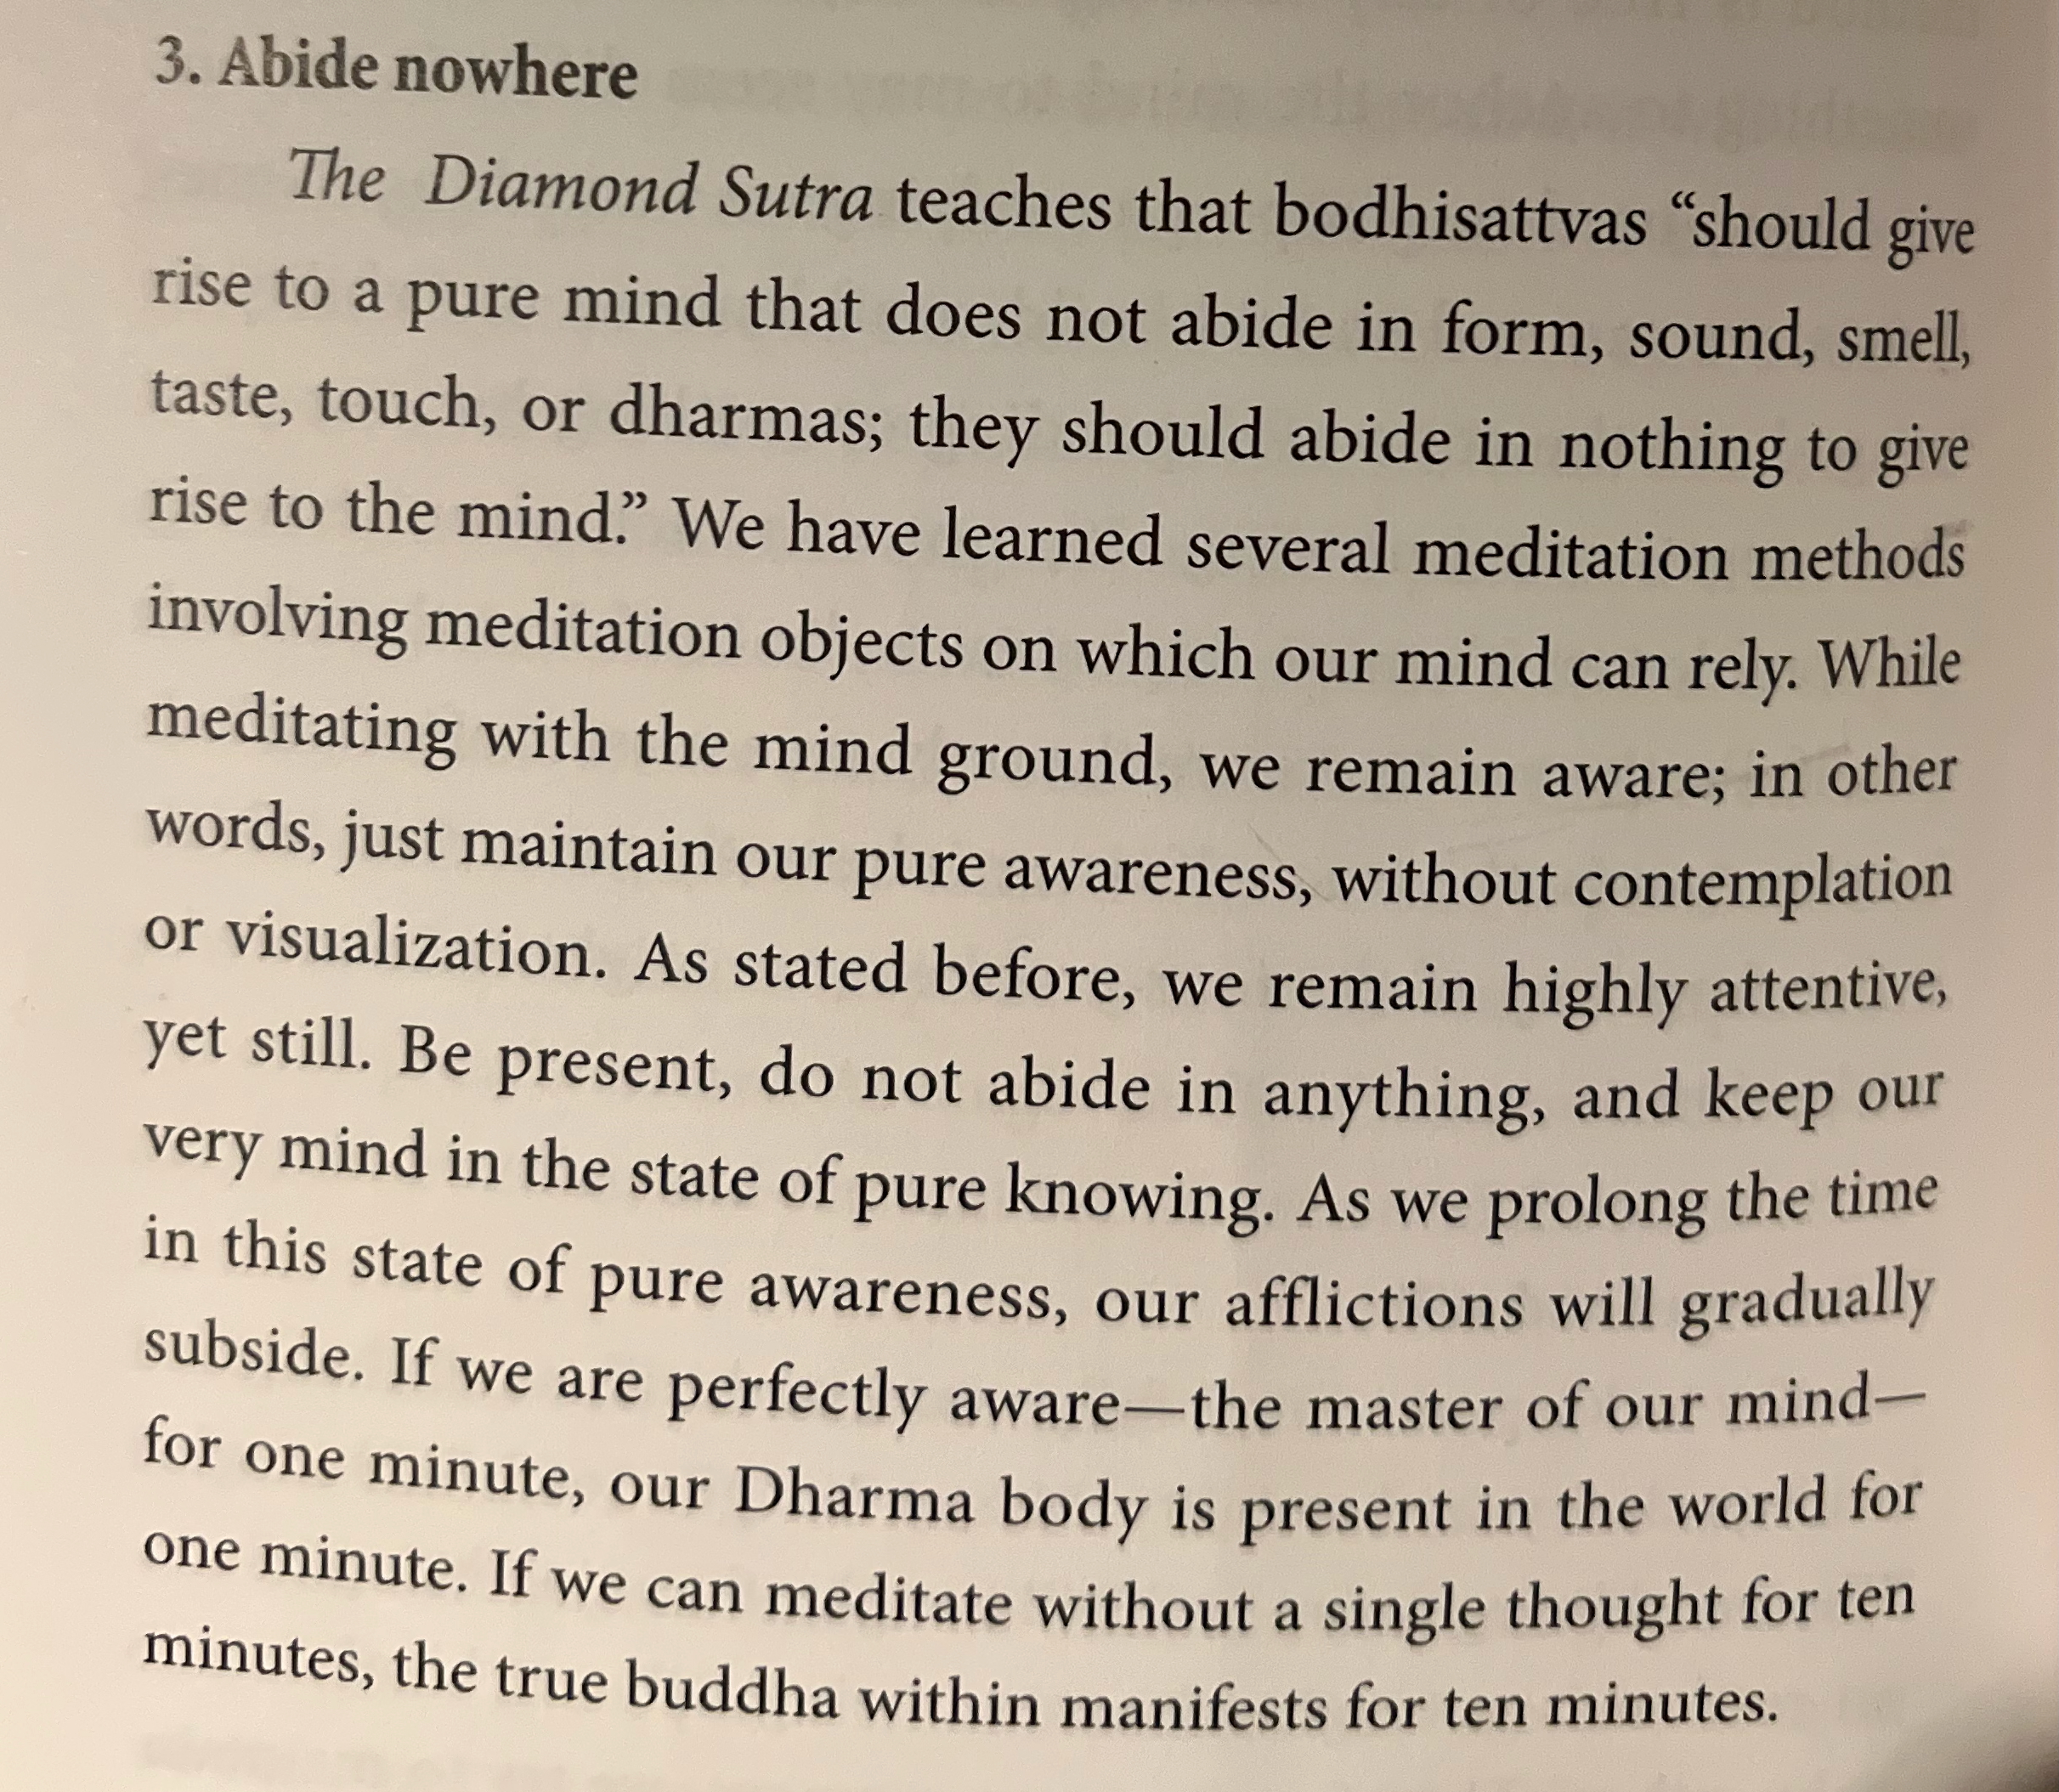 3. Abide nowhere
The Diamond Sutra teaches that bodhisattvas “should give
rise to a pure mind that does not abide in form, sound, smell,
taste, touch, or dharmas; they should abide in nothing to give
rise to the mind.” We have learned several meditation methods
involving meditation objects on which our mind can rely. While
meditating with the mind ground, we remain aware; in other
words, just maintain our pure awareness, without contemplation
or visualization. As stated before, we remain highly attentive,
yet still. Be present, do not abide in anything, and keep our
very mind in the state of pure knowing. As we prolong the time
in this state of pure awareness, our afflictions will gradually
subside. If we are perfectly aware—the master of our mind—
for one minute, our Dharma body is present in the world for
one minute. If we can meditate without a single thought for ten
minutes, the true buddha within manifests for ten minutes.